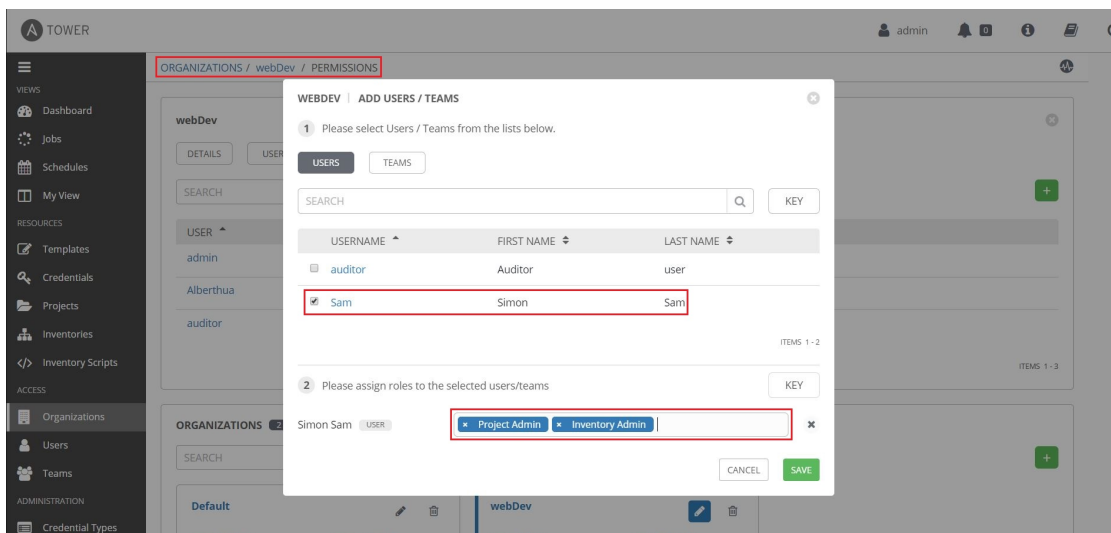 TOWER
admin
0
VIEWS
Dashboard
Jobs
Schedules
My View
RESOURCES
Templates
Credentials
Projects
Inventories
Inventory Scripts
ACCESS
Organizations
Users
Teams
ADMINISTRATION
Credential Types
ORGANIZATIONS / webDev / PERMISSIONS
webDev
DETAILS
USER
SEARCH
USER
admin
Alberthua
auditor
ITEMS 1 - 3
WEBDEV | ADD USERS / TEAMS
1 Please select Users / Teams from the lists below.
USERS TEAMS
SEARCH KEY
USERNAME FIRST NAME LAST NAME
auditor Auditor user
Sam Simon Sam
ITEMS 1 - 2
2 Please assign roles to the selected users/teams KEY
Simon Sam USER × Project Admin × Inventory Admin
CANCEL SAVE
ORGANIZATIONS 2
SEARCH
Default
webDev